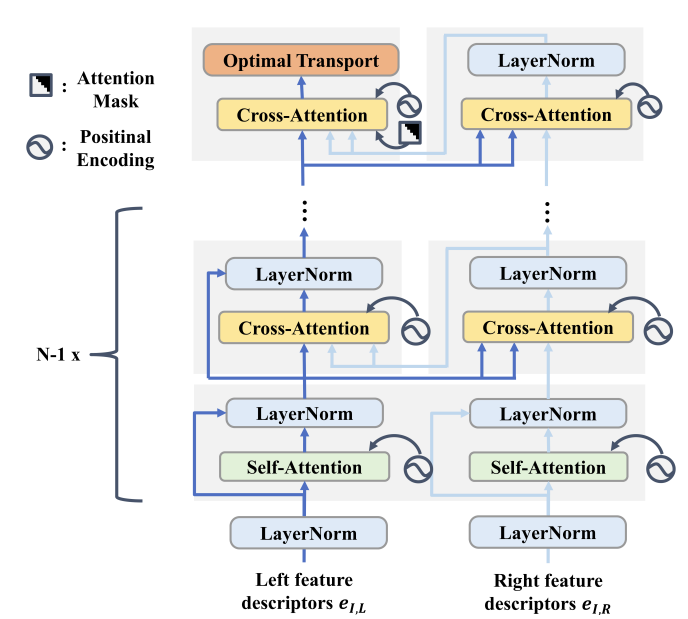 Optimal Transport
LayerNorm
: Attention
Mask
Cross-Attention
Cross-Attention
: Positinal
Encoding
...
...
LayerNorm
LayerNorm
Cross-Attention
Cross-Attention
N-1 x
LayerNorm
LayerNorm
Self-Attention
Self-Attention
LayerNorm
LayerNorm
Left feature
descriptors e_{I,L}
Right feature
descriptors e_{I,R}